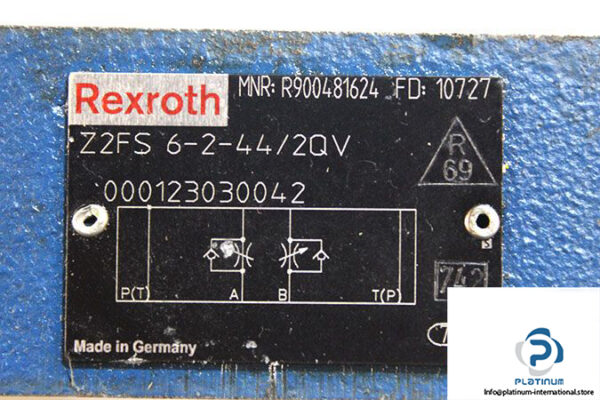 Rexroth
MNR: R900481624 FD: 10727
Z2FS 6-2-44/2QV
R
69
000123030042
P(T) A B T(P)
742
Made in Germany
PLATINUM
Info@platinum-international.store